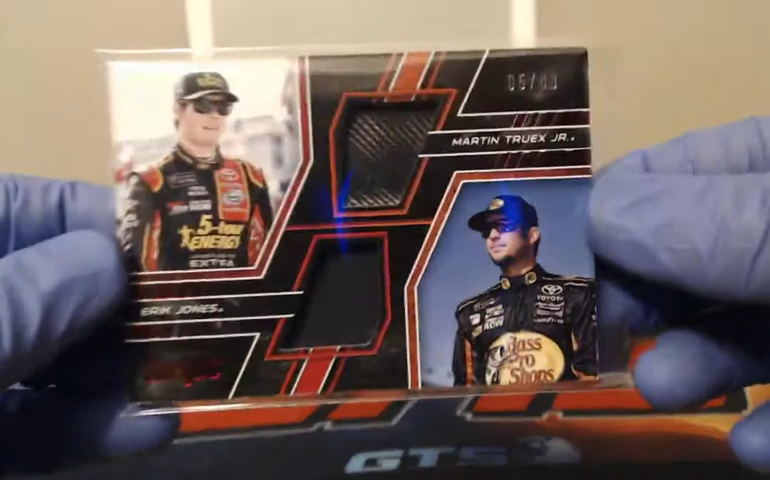 MARTIN TRUEX JR.
5-hour
ENERGY
EXTRA
TOYOTA
ERIK JONES
Bass
Pro
Shops
GTS